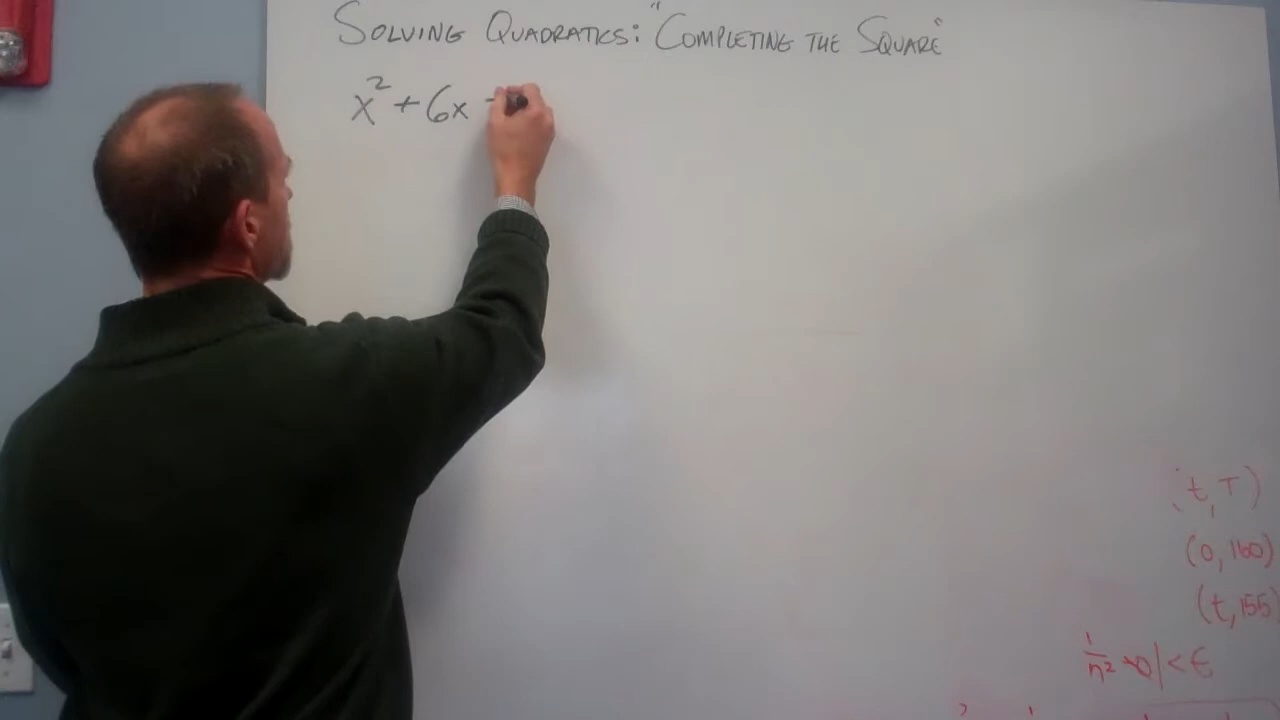 SOLVING QUADRATICS: "COMPLETING THE SQUARE"
x² + 6x -
(t, T)
(0, 160)
(t, 155)